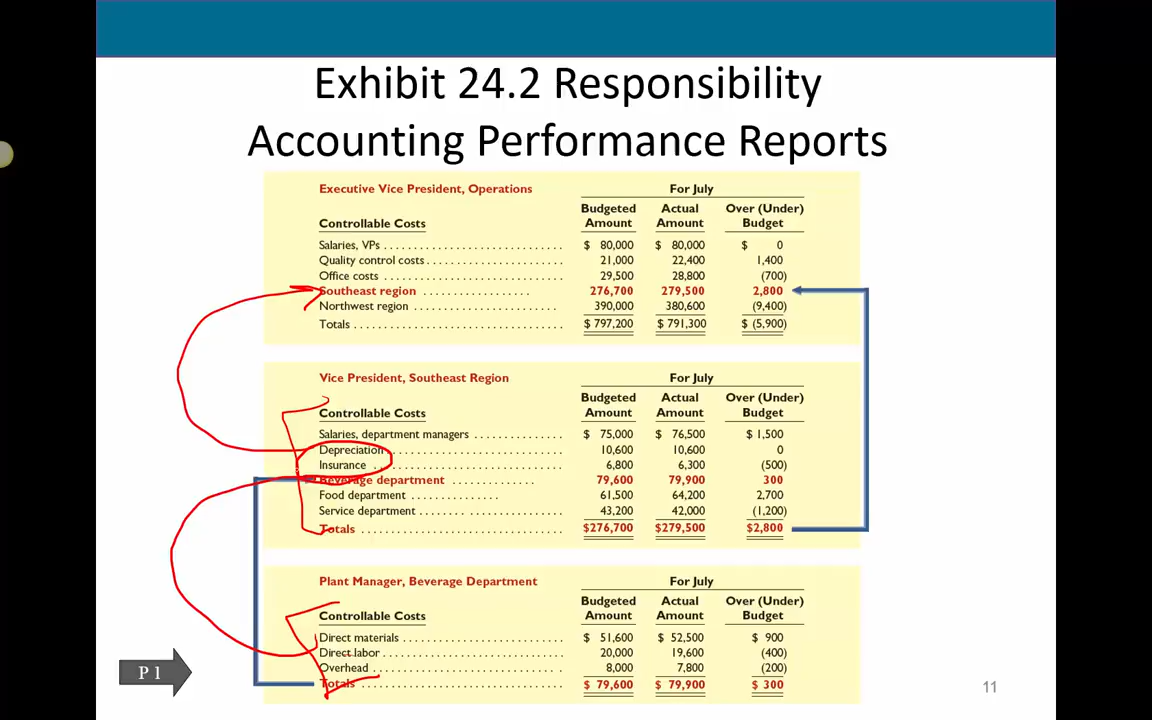 Exhibit 24.2 Responsibility
Accounting Performance Reports
Executive Vice President, Operations For July
Controllable Costs Budgeted Amount Actual Amount Over (Under) Budget
Salaries, VPs $ 80,000 $ 80,000 $ 0
Quality control costs 21,000 22,400 1,400
Office costs 29,500 28,800 (700)
Southeast region 276,700 279,500 2,800
Northwest region 390,000 380,600 (9,400)
Totals $ 797,200 $ 791,300 $ (5,900)
Vice President, Southeast Region For July
Controllable Costs Budgeted Amount Actual Amount Over (Under) Budget
Salaries, department managers $ 75,000 $ 76,500 $ 1,500
Depreciation 10,600 10,600 0
Insurance 6,800 6,300 (500)
Beverage department 79,600 79,900 300
Food department 61,500 64,200 2,700
Service department 43,200 42,000 (1,200)
Totals $276,700 $279,500 $2,800
Plant Manager, Beverage Department For July
Controllable Costs Budgeted Amount Actual Amount Over (Under) Budget
Direct materials $ 51,600 $ 52,500 $ 900
Direct labor 20,000 19,600 (400)
Overhead 8,000 7,800 (200)
Totals $ 79,600 $ 79,900 $ 300
P 1
11